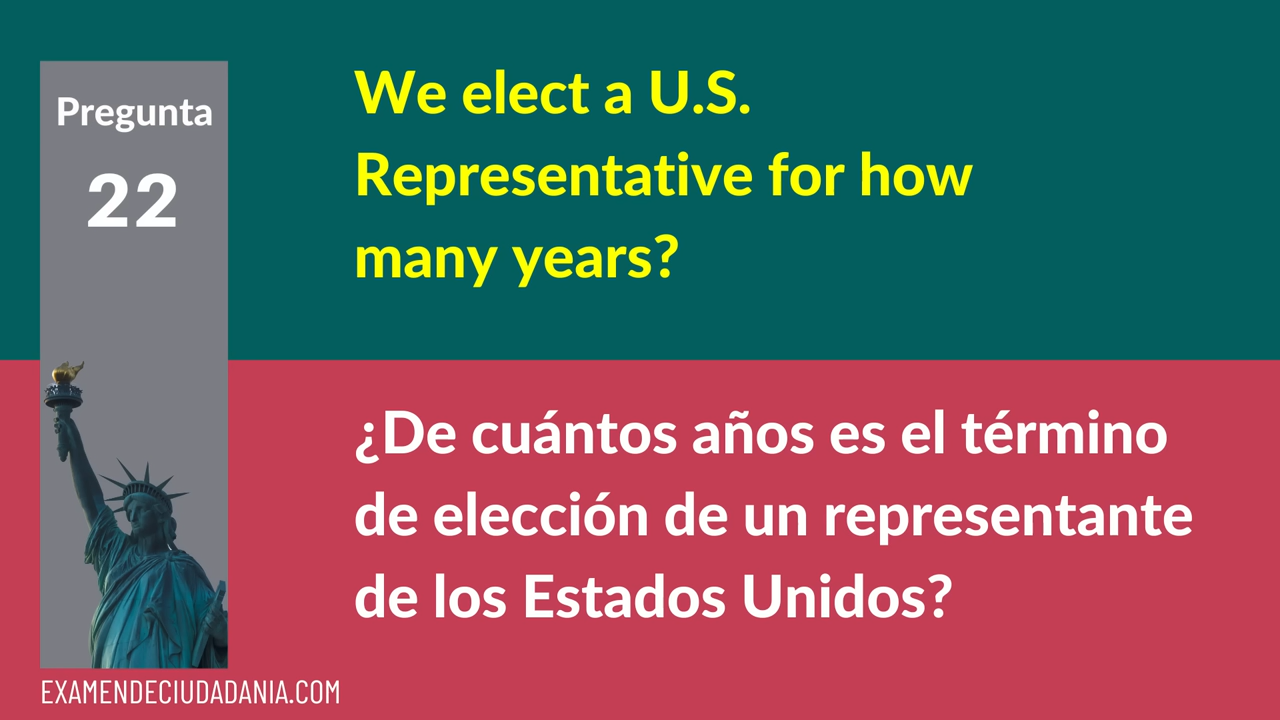 Pregunta
22
We elect a U.S.
Representative for how
many years?
¿De cuántos años es el término
de elección de un representante
de los Estados Unidos?
EXAMENDECIUDADANIA.COM